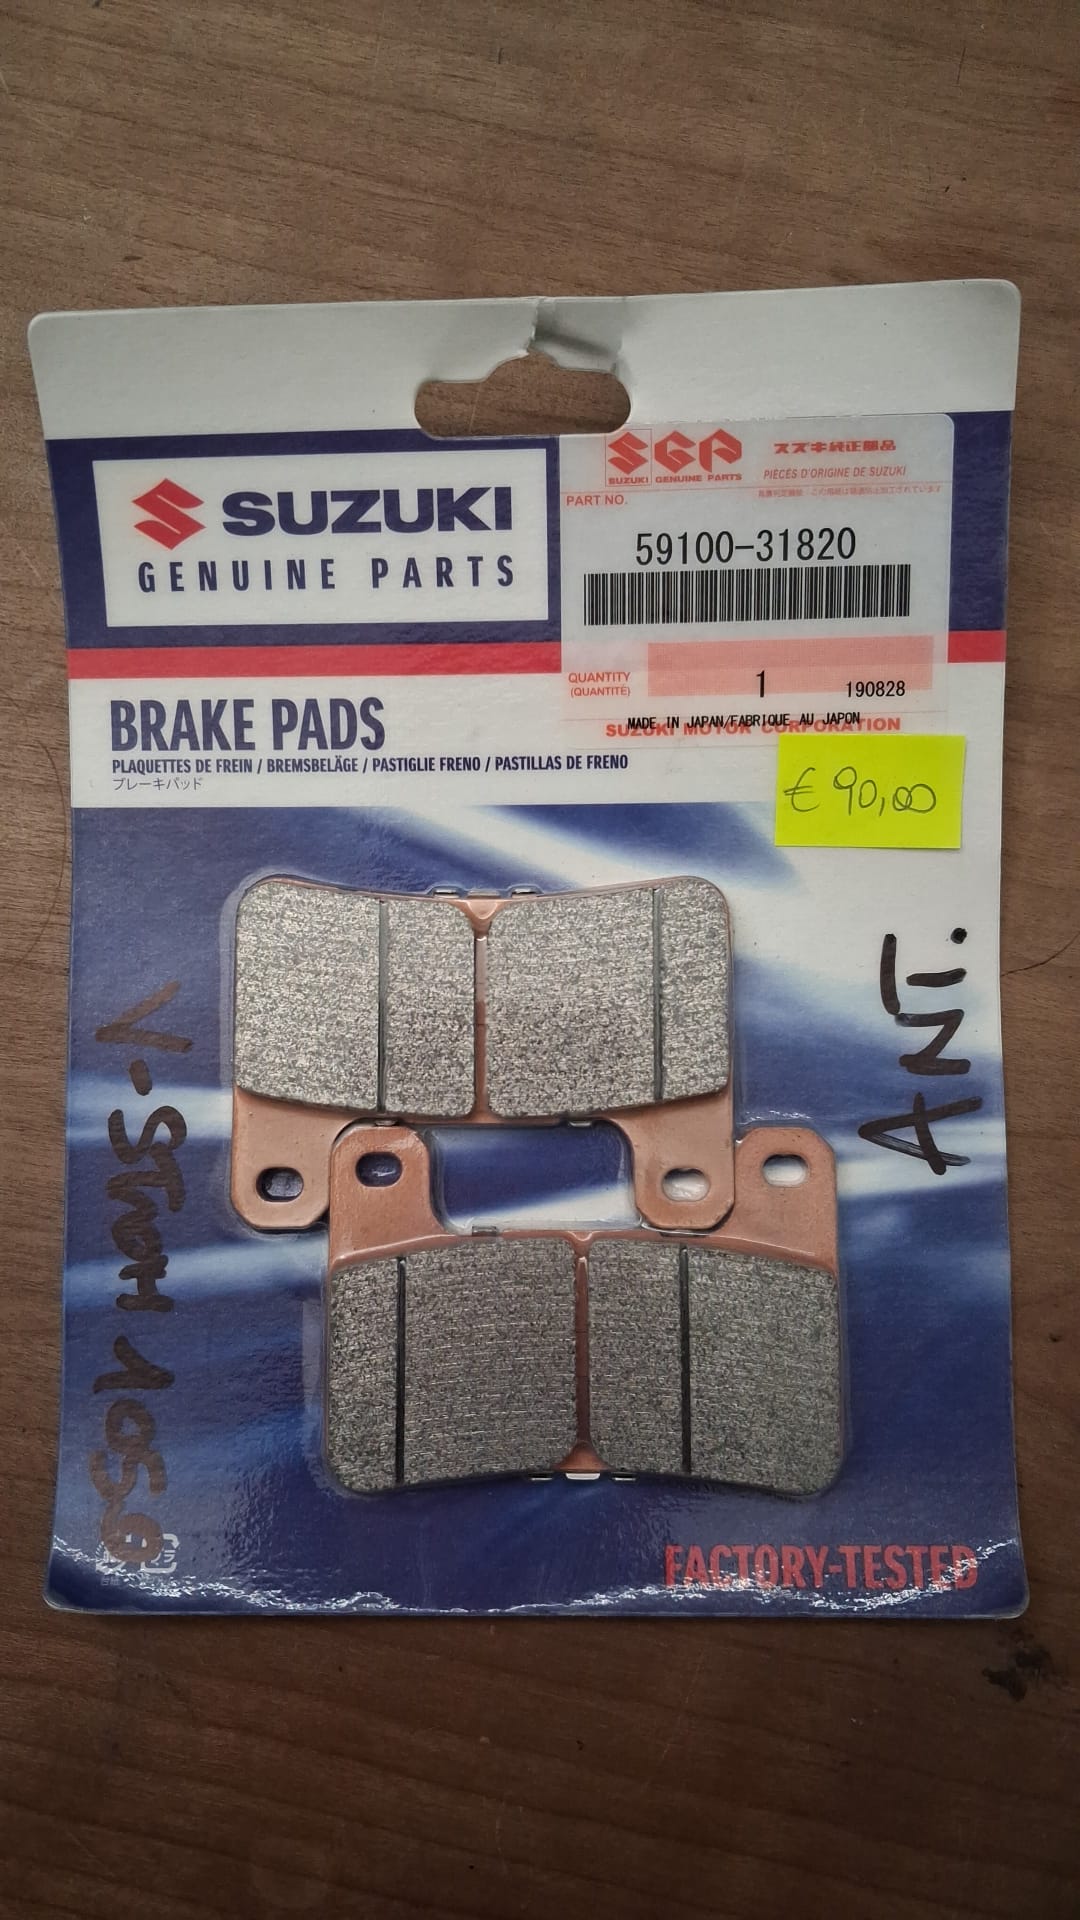 SUZUKI
GENUINE PARTS
SGP
SUZUKI GENUINE PARTS
スズキ純正部品
PIÈCES D'ORIGINE DE SUZUKI
PART NO.
59100-31820
QUANTITY
(QUANTITÉ)
1
190828
MADE IN JAPAN/FABRIQUE AU JAPON
SUZUKI MOTOR CORPORATION
BRAKE PADS
PLAQUETTES DE FREIN / BREMSBELÄGE / PASTIGLIE FRENO / PASTILLAS DE FRENO
ブレーキパッド
€ 90,00
ANT.
V-STROM 1050
FACTORY-TESTED